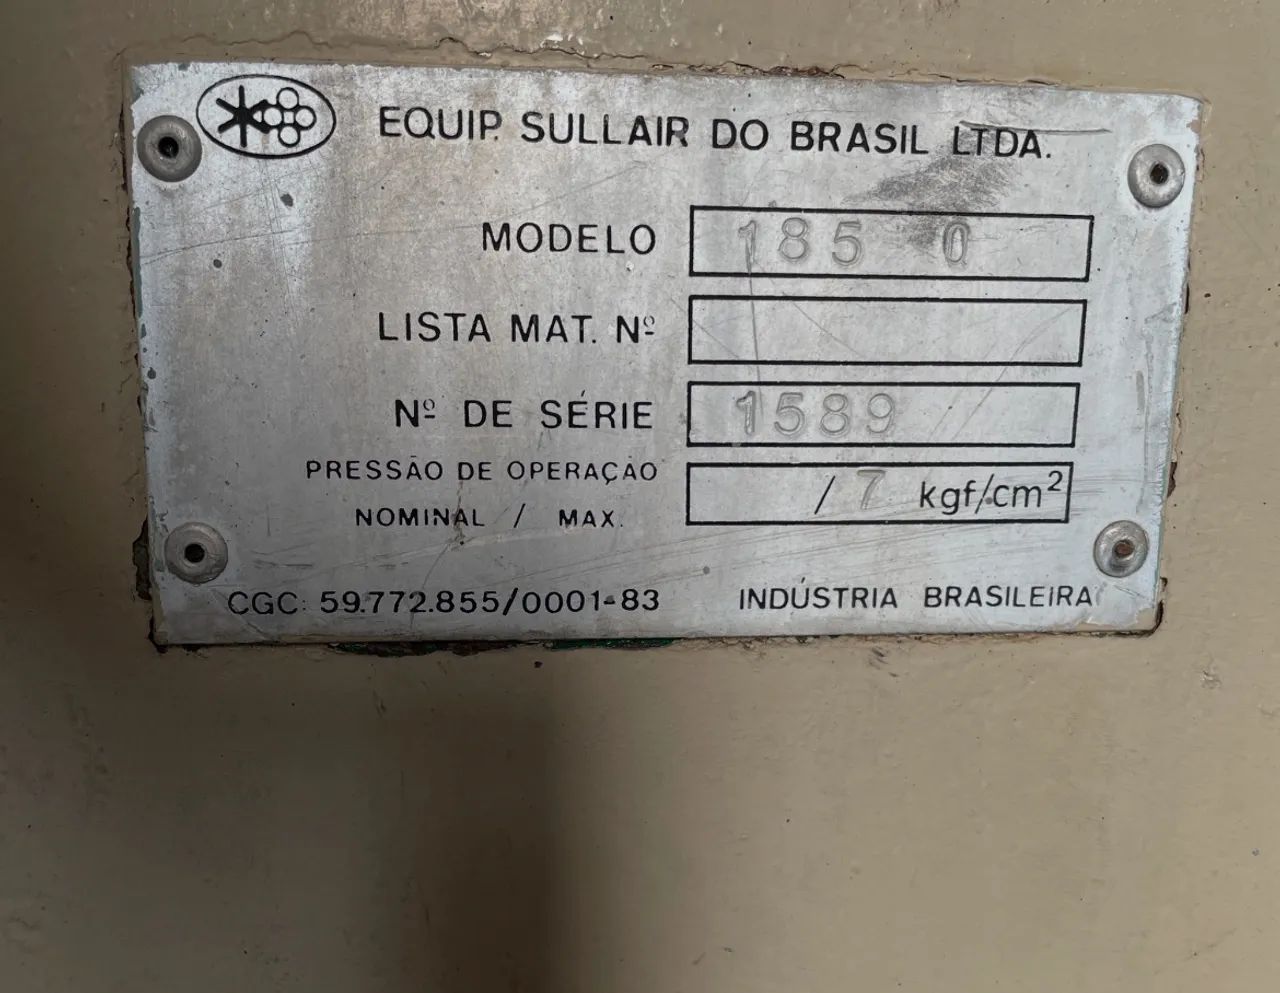 EQUIP. SULLAIR DO BRASIL LTDA.
MODELO 185 Q
LISTA MAT. Nº
Nº DE SÉRIE 1589
PRESSÃO DE OPERAÇÃO
NOMINAL / MAX. / 7 kgf/cm²
CGC: 59.772.855/0001-83 INDÚSTRIA BRASILEIRA